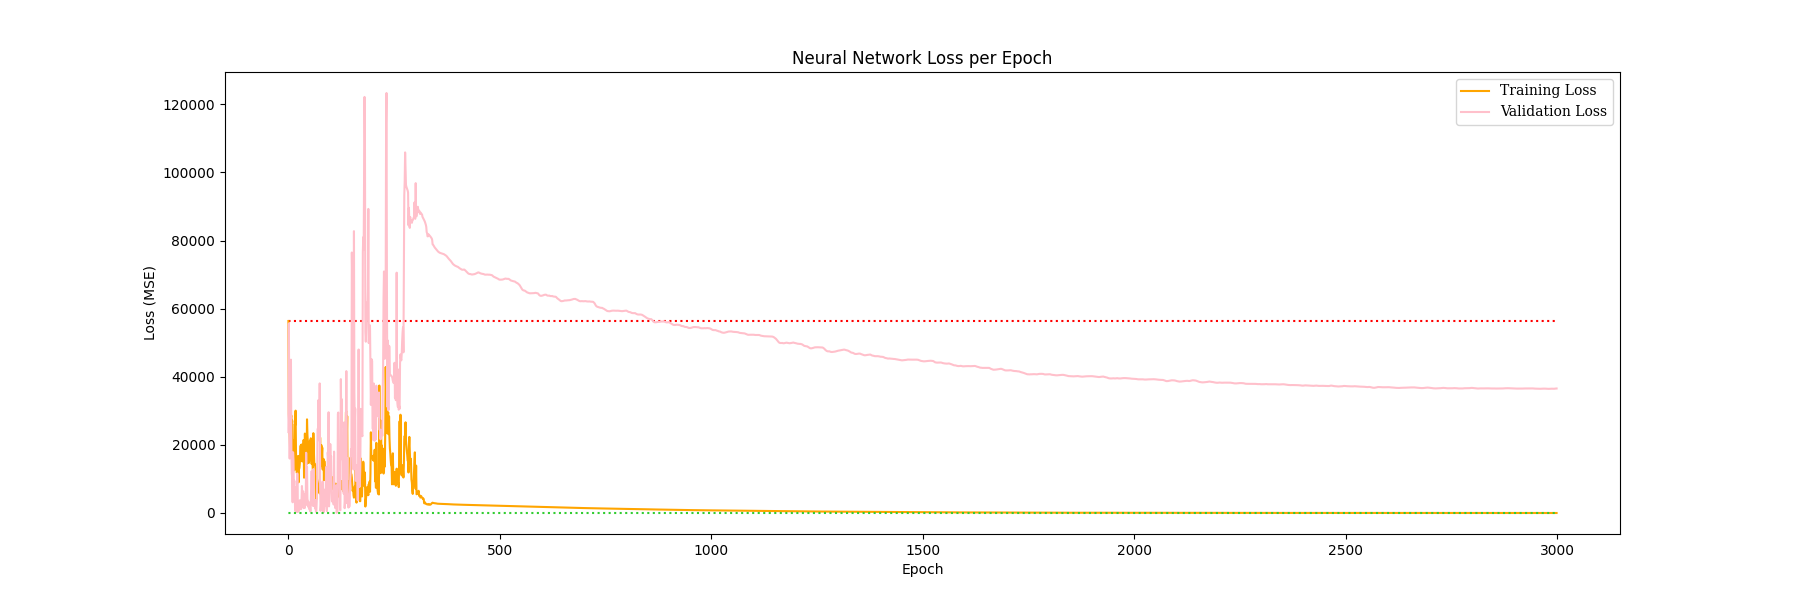 Neural Network Loss per Epoch
Training Loss
Validation Loss
120000
100000
80000
60000
40000
20000
0
Loss (MSE)
0
500
1000
1500
2000
2500
3000
Epoch